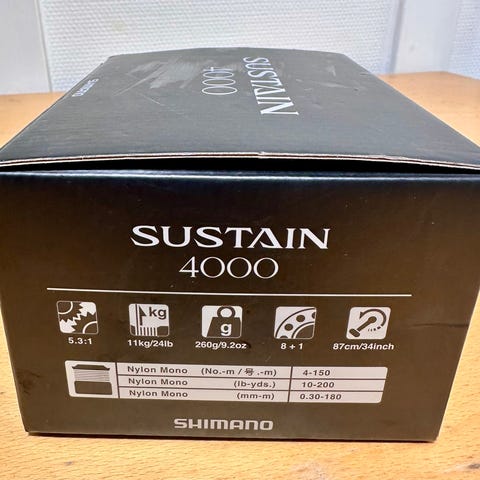 SUSTAIN
4000
SHIMANO
SUSTAIN
4000
kg
g
5.3:1 11kg/24lb 260g/9.2oz 8 + 1 87cm/34inch
Nylon Mono (No.-m / 号.-m) 4-150
Nylon Mono (lb-yds.) 10-200
Nylon Mono (mm-m) 0.30-180
SHIMANO